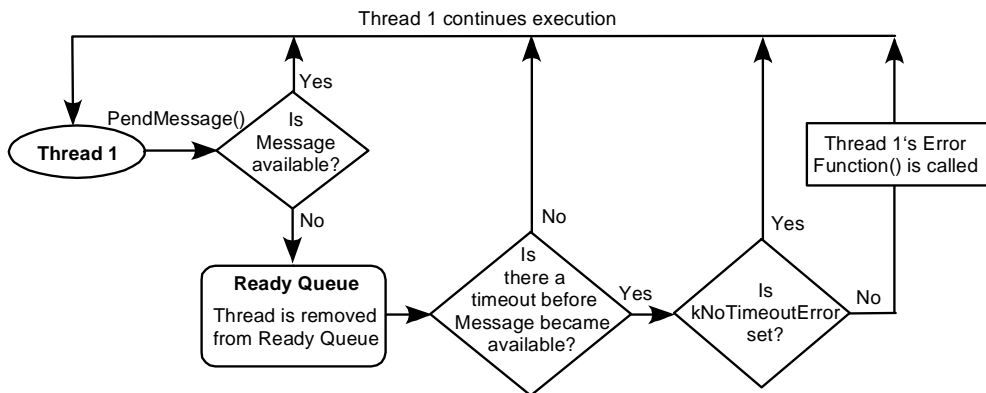 Thread 1 continues execution
Yes
PendMessage()
Thread 1
Is
Message
available?
No
Ready Queue
Thread is removed
from Ready Queue
Is
there a
timeout before
Message became
available?
No
Yes
Is
kNoTimeoutError
set?
Yes
No
Thread 1‘s Error
Function() is called